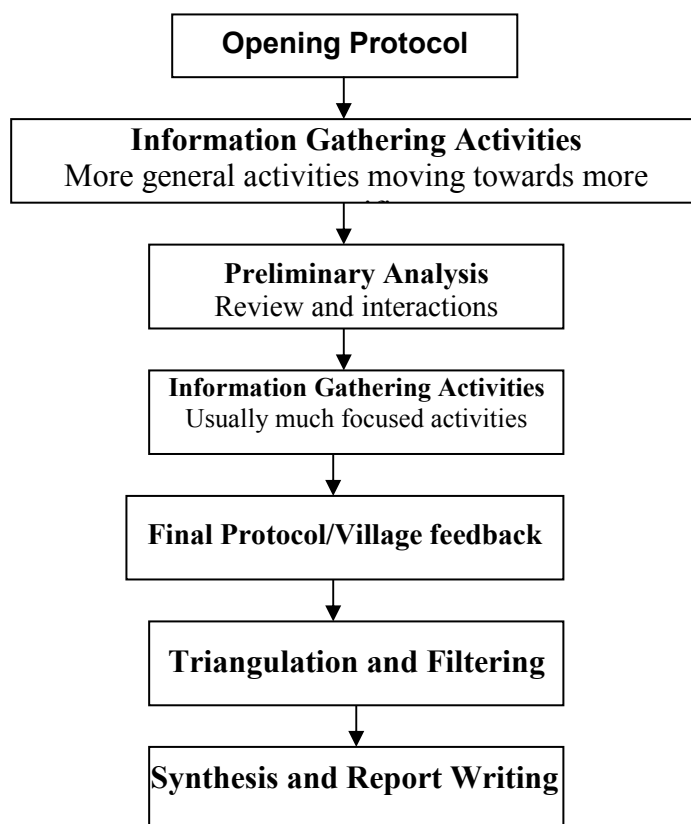 Opening Protocol
Information Gathering Activities
More general activities moving towards more
Preliminary Analysis
Review and interactions
Information Gathering Activities
Usually much focused activities
Final Protocol/Village feedback
Triangulation and Filtering
Synthesis and Report Writing